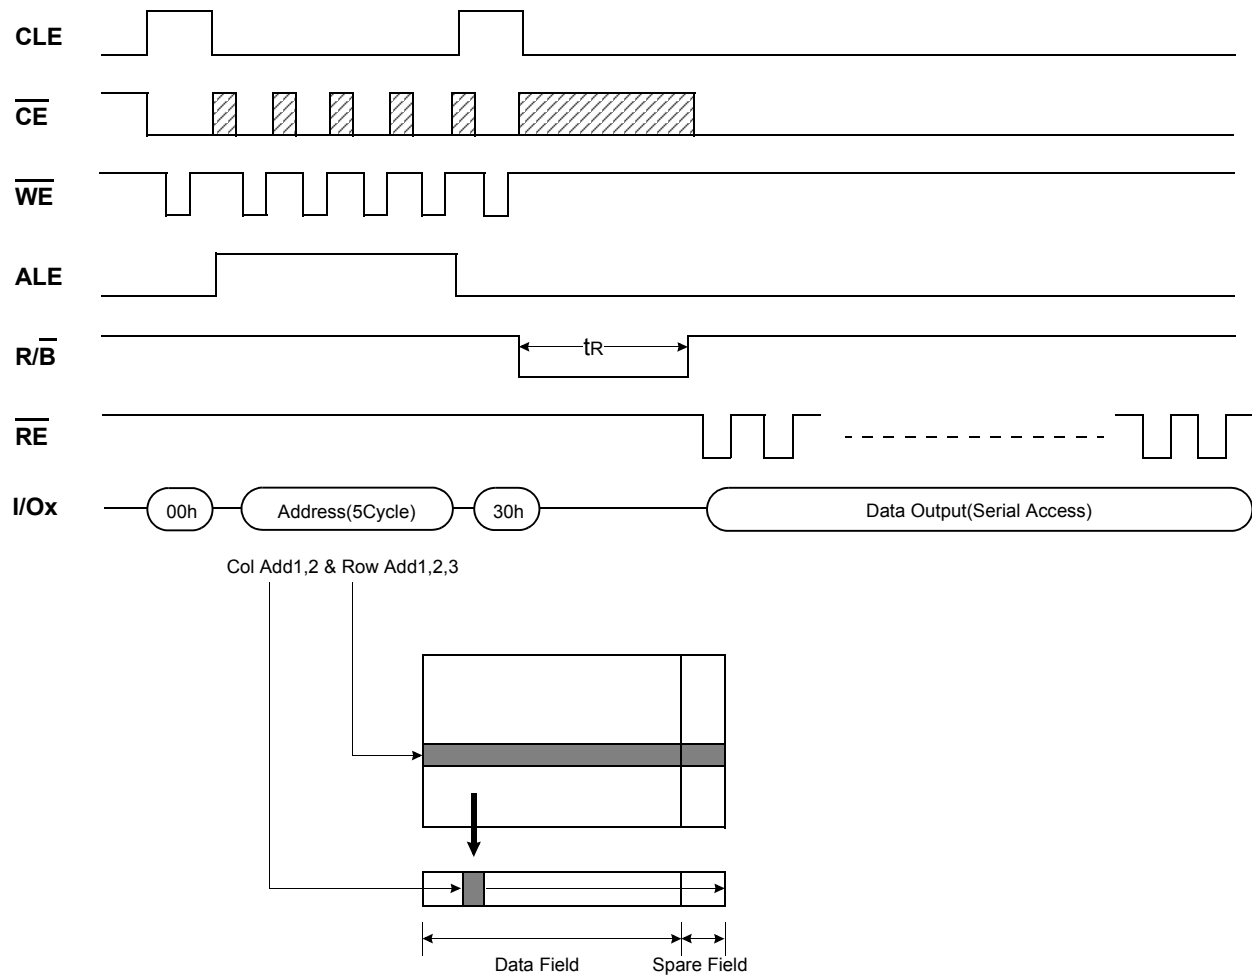 CLE
CE
WE
ALE
R/B
tR
RE
I/Ox
00h
Address(5Cycle)
30h
Data Output(Serial Access)
Col Add1,2 & Row Add1,2,3
Data Field
Spare Field